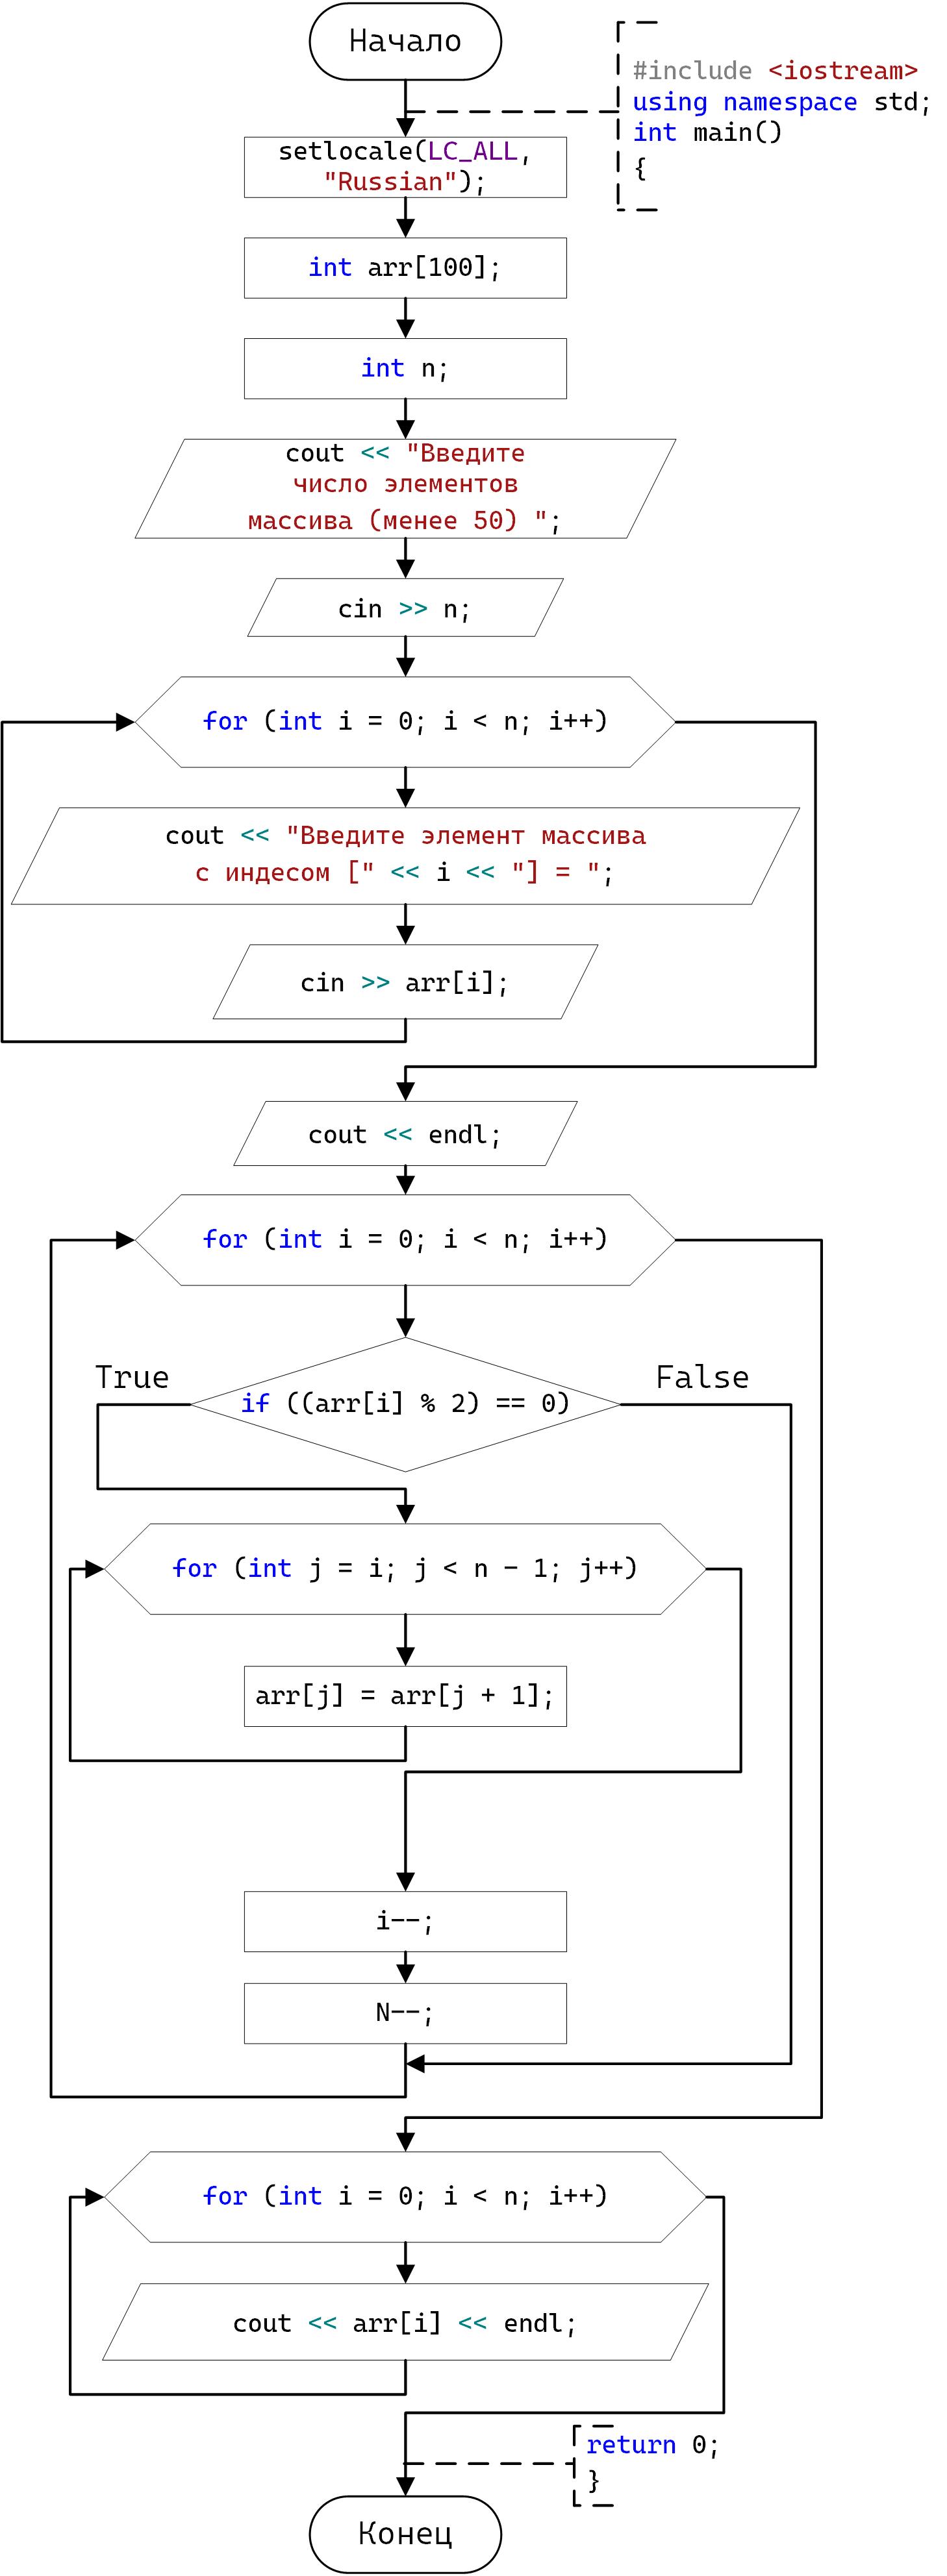 Начало
#include <iostream>
using namespace std;
int main()
{
setlocale(LC_ALL,
"Russian");
int arr[100];
int n;
cout << "Введите
число элементов
массива (менее 50) ";
cin >> n;
for (int i = 0; i < n; i++)
cout << "Введите элемент массива
с индесом [" << i << "] = ";
cin >> arr[i];
cout << endl;
for (int i = 0; i < n; i++)
True
False
if ((arr[i] % 2) == 0)
for (int j = i; j < n - 1; j++)
arr[j] = arr[j + 1];
i--;
N--;
for (int i = 0; i < n; i++)
cout << arr[i] << endl;
return 0;
}
Конец